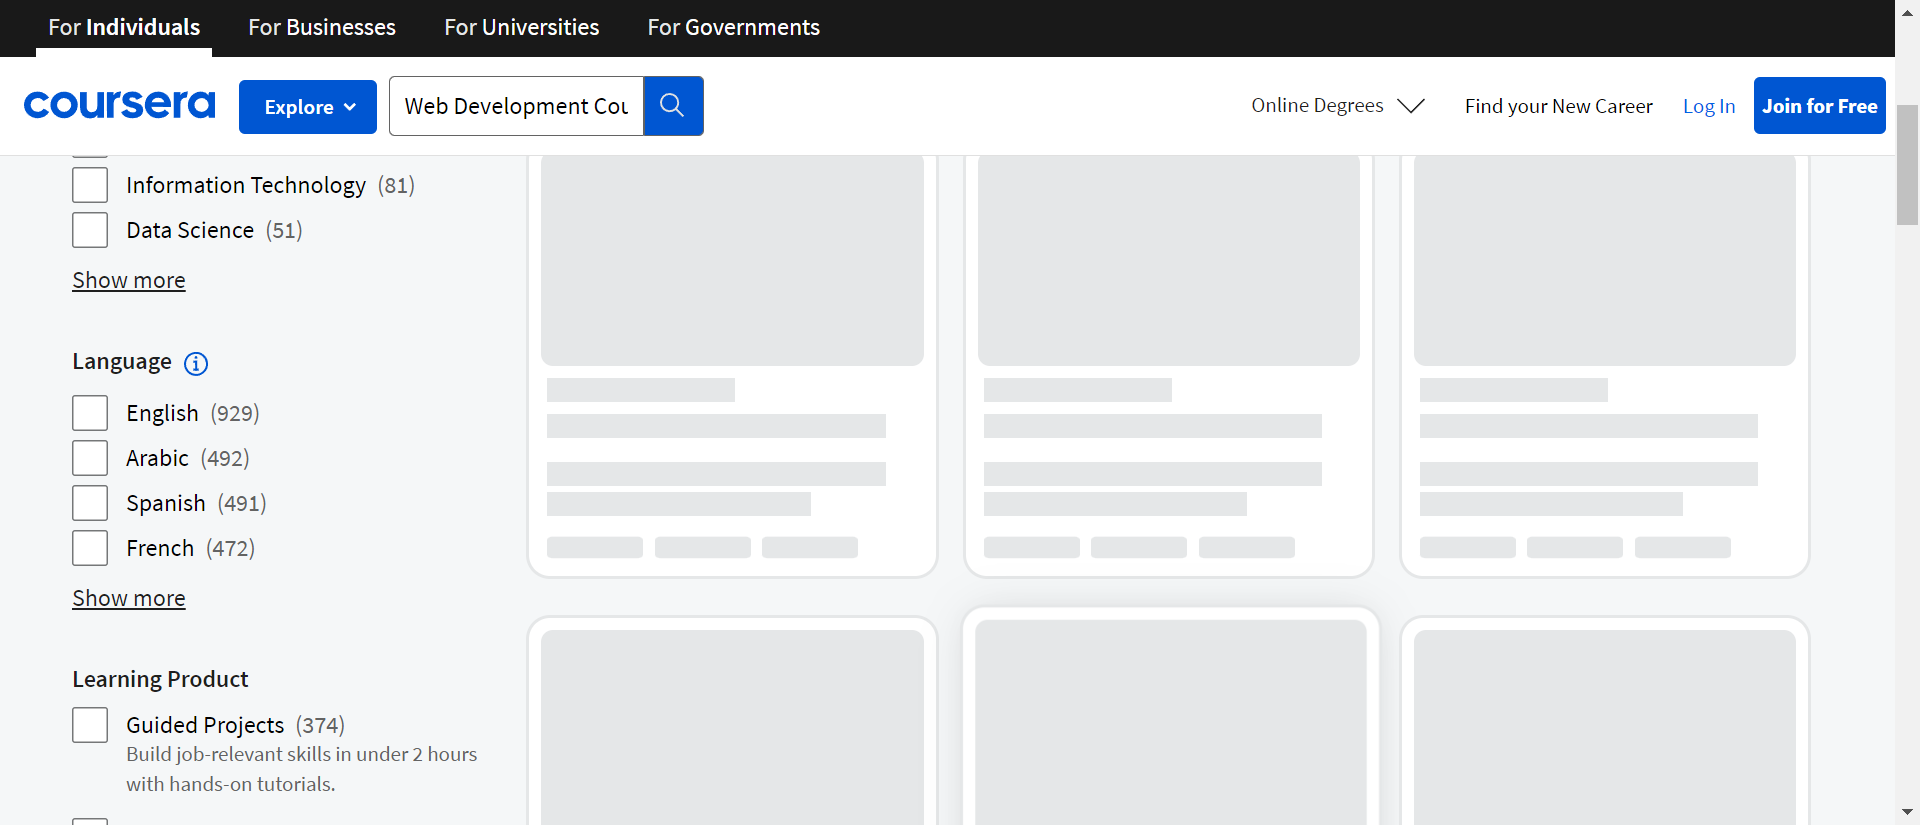 For Individuals
For Businesses
For Universities
For Governments
coursera
Explore
Web Development Cou
Online Degrees
Find your New Career
Log In
Join for Free
Information Technology (81)
Data Science (51)
Show more
Language
English (929)
Arabic (492)
Spanish (491)
French (472)
Show more
Learning Product
Guided Projects (374)
Build job-relevant skills in under 2 hours
with hands-on tutorials.